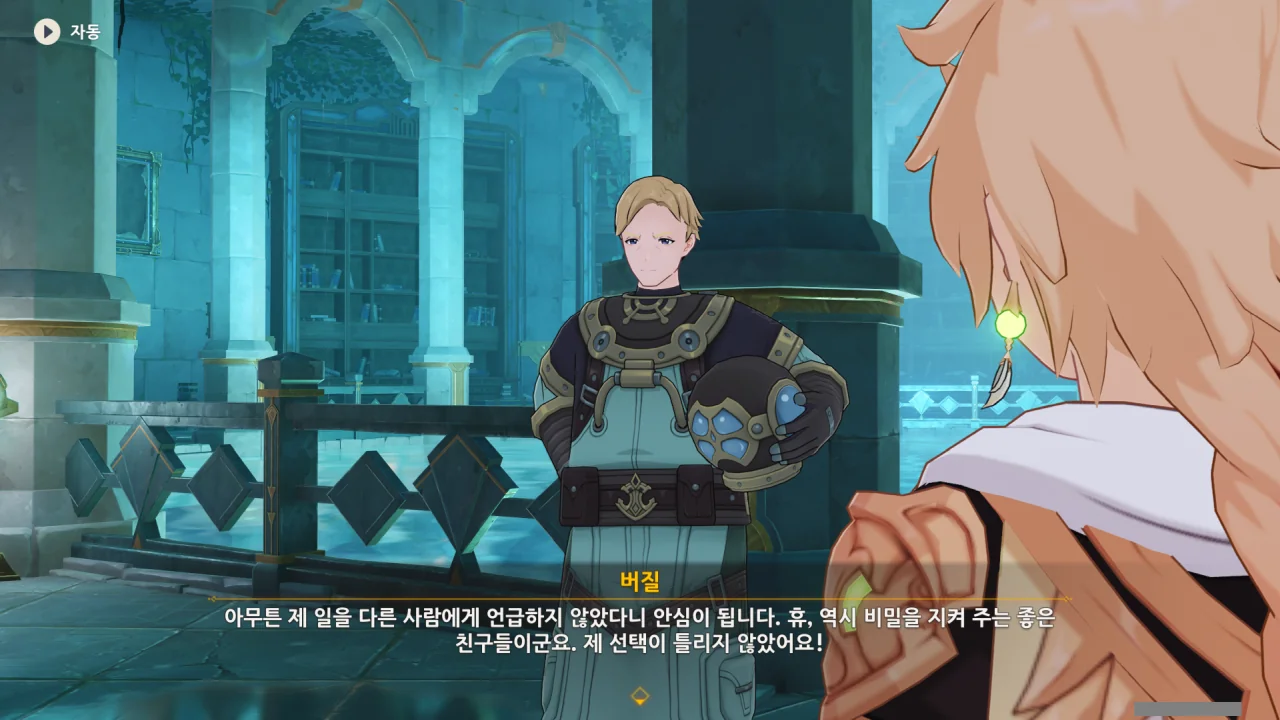 자동
버질
아무튼 제 일을 다른 사람에게 언급하지 않았다니 안심이 됩니다. 휴, 역시 비밀을 지켜 주는 좋은
친구들이군요. 제 선택이 틀리지 않았어요!